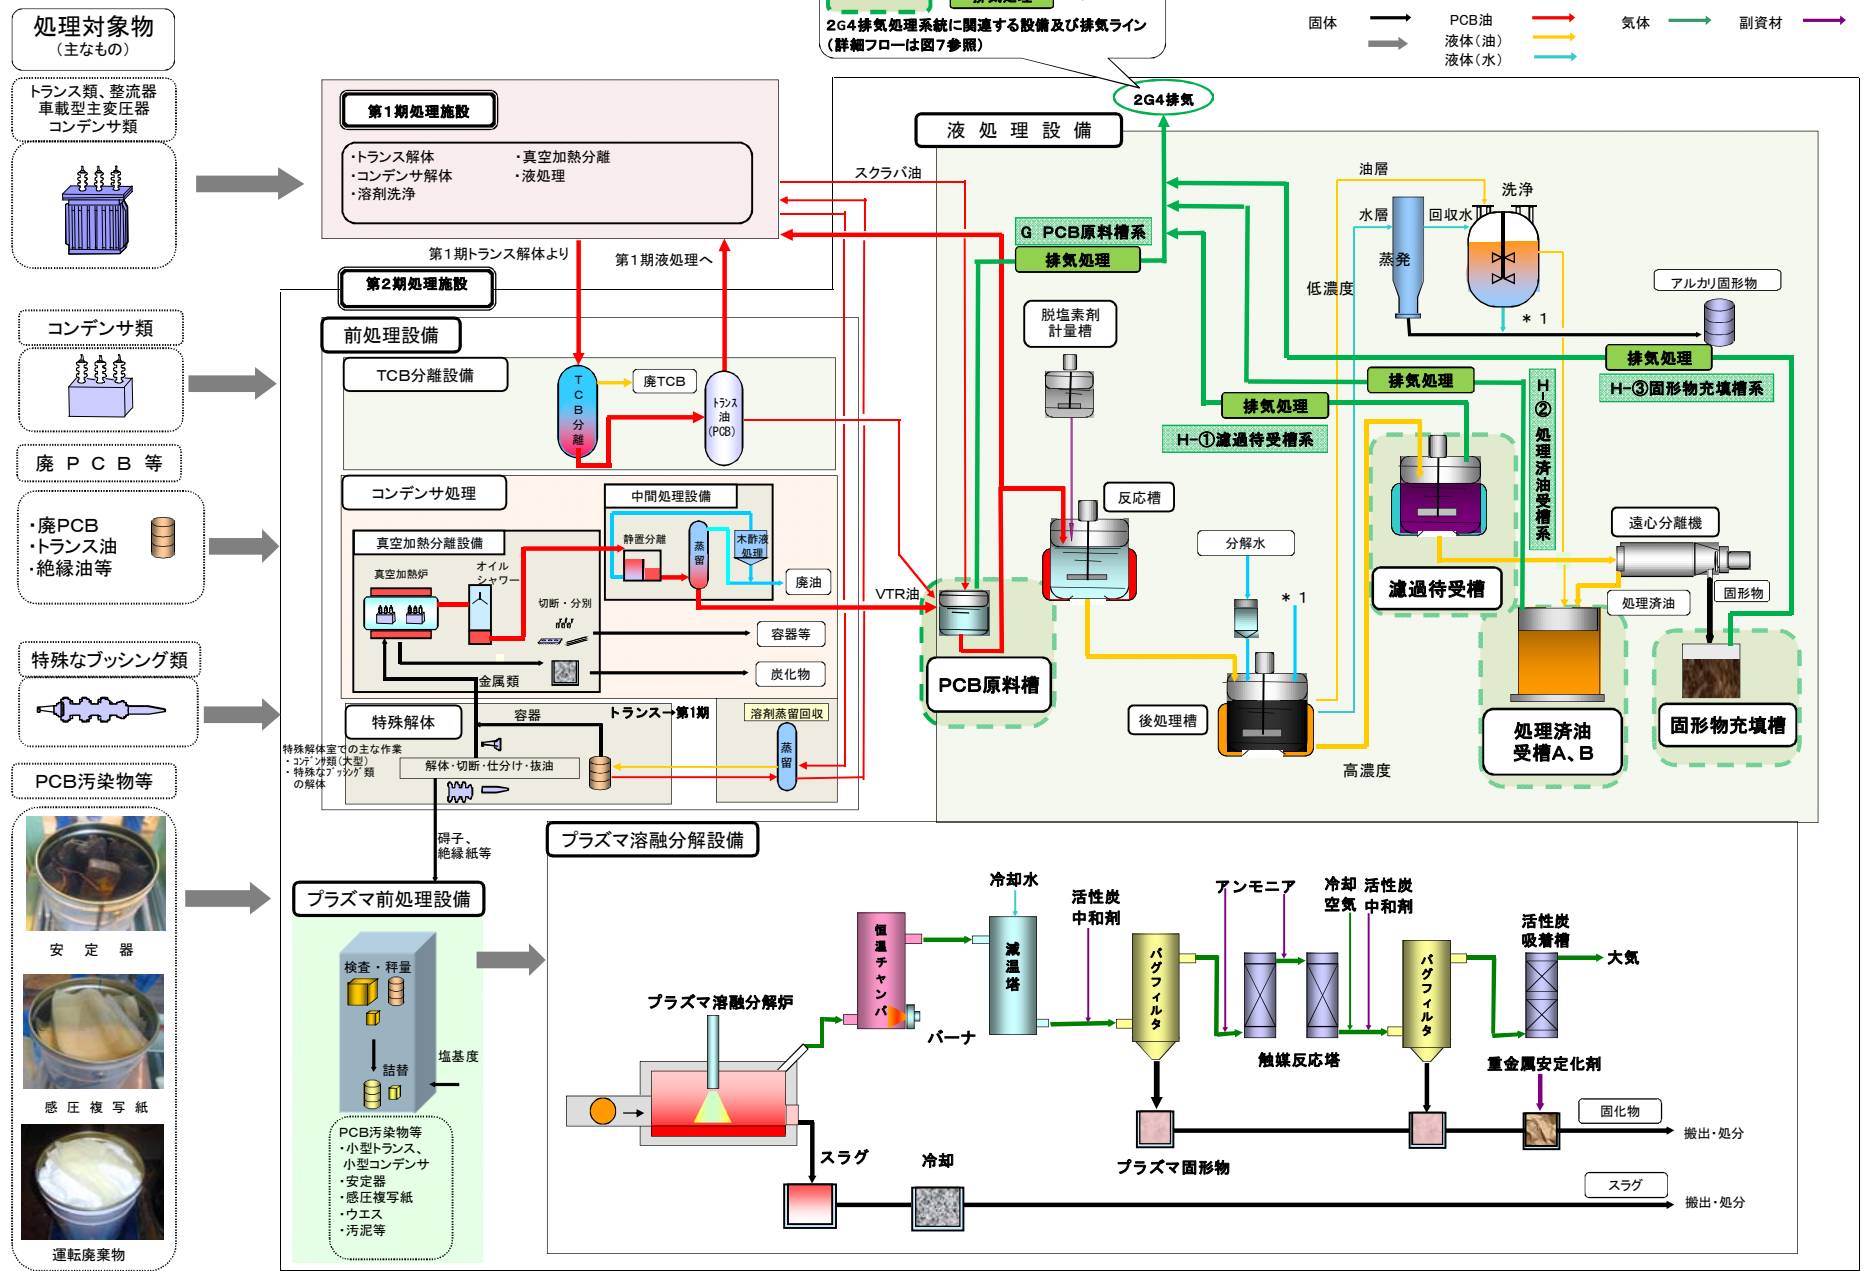 処理対象物
（主なもの）
トランス類、整流器
車載型主変圧器
コンデンサ類
コンデンサ類
廃 P C B 等
・廃PCB
・トランス油
・絶縁油等
特殊なブッシング類
PCB汚染物等
安 定 器
感 圧 複 写 紙
運転廃棄物
2G4排気処理系統に関連する設備及び排気ライン
（詳細フローは図7参照）
固体
PCB油
液体（油）
液体（水）
気体
副資材
2G4排気
第1期処理施設
・トランス解体
・コンデンサ解体
・溶剤洗浄
・真空加熱分離
・液処理
スクラバ油
第1期トランス解体より
第1期液処理へ
第2期処理施設
前処理設備
TCB分離設備
TCB分離
廃TCB
トランス
油
(PCB)
コンデンサ処理
中間処理設備
静置分離
蒸留
木酢液
処理
廃油
真空加熱分離設備
真空加熱炉
オイル
シャワー
切断・分別
容器等
炭化物
金属類
VTR油
特殊解体
容器
トランス→第1期
溶剤蒸留回収
蒸留
特殊解体室での主な作業
・コンデンサ類(大型)
・特殊なブッシング類
の解体
解体・切断・仕分け・抜油
碍子、
絶縁紙等
液 処 理 設 備
G PCB原料槽系
排気処理
脱塩素剤
計量槽
反応槽
PCB原料槽
分解水
＊1
後処理槽
油層
水層
回収水
洗浄
蒸発
低濃度
＊1
アルカリ固形物
排気処理
H-③固形物充填槽系
排気処理
H-②処理済油受槽系
排気処理
H-①濾過待受槽系
濾過待受槽
遠心分離機
処理済油
固形物
処理済油
受槽A、B
固形物充填槽
高濃度
プラズマ前処理設備
検査・秤量
詰替
塩基度
PCB汚染物等
・小型トランス、
小型コンデンサ
・安定器
・感圧複写紙
・ウエス
・汚泥等
プラズマ溶融分解設備
プラズマ溶融分解炉
恒温チャンバ
バーナ
冷却水
減温塔
活性炭
中和剤
バグフィルタ
アンモニア
触媒反応塔
冷却
空気
活性炭
中和剤
バグフィルタ
活性炭
吸着槽
大気
重金属安定化剤
固化物
搬出・処分
プラズマ固形物
スラグ
冷却
スラグ
搬出・処分